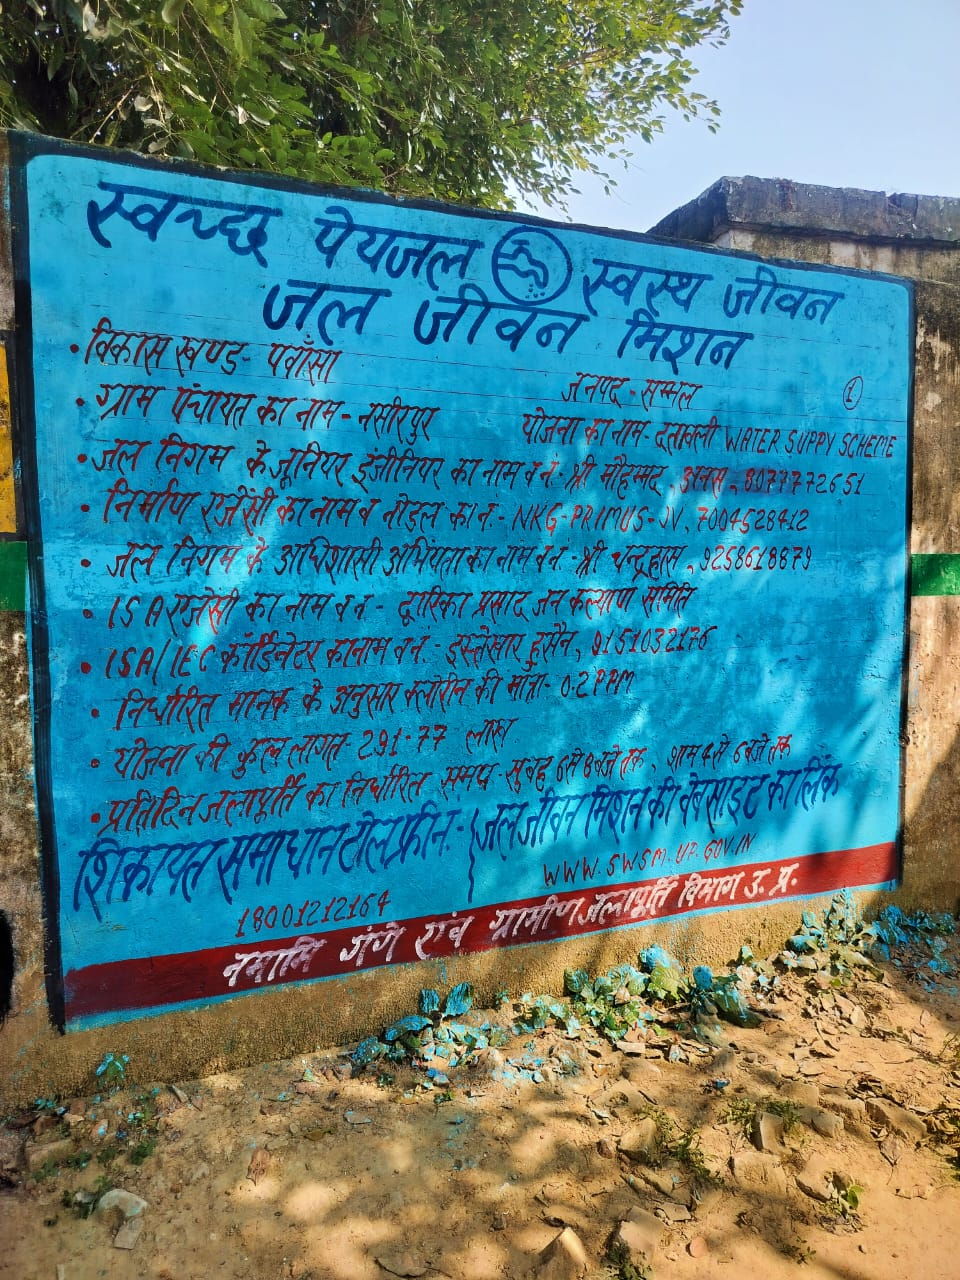 स्वच्छ पेयजल स्वस्थ जीवन
जल जीवन मिशन
• विकास खण्ड- पवाँसा जनपद - सम्भल (1)
• ग्राम पंचायत का नाम - नसीरपुर योजना का नाम - दतावली WATER SUPPY SCHEME
• जल निगम के जूनियर इंजीनियर का नाम व नं.- श्री मौहम्मद अनस, 8077772651
• निर्माण एजेंसी का नाम व नोडल का नं.- NKG-PRIMUS-JV, 7004528412
• जल निगम के अधिशासी अभियंता का नाम व नं.- श्री चन्द्रहास, 9258618879
• ISA एजेंसी का नाम व नं.- द्वारिका प्रसाद जन कल्याण समिति
• ISA/IEC कॉर्डिनेटर का नाम व नं.- इस्तेखार हुसैन, 9151032176
• निर्धारित मानक के अनुसार क्लोरीन की मात्रा- 0.2 PPM
• योजना की कुल लागत- 291.77 लाख
• प्रतिदिन जलापूर्ति का निर्धारित समय- सुबह 6 से 8 बजे तक, शाम 4 से 6 बजे तक
शिकायत समाधान टोल फ्री नं.- जल जीवन मिशन की वेबसाइट का लिंक
18001212164 WWW.SWSM.UP.GOV.IN
नमामि गंगे एवं ग्रामीण जलापूर्ति विभाग उ. प्र.